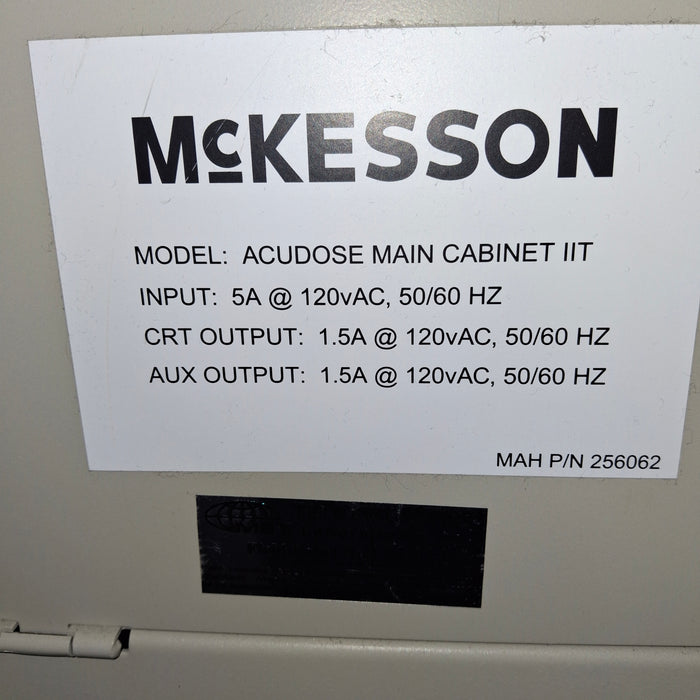 McKESSON
MODEL: ACUDOSE MAIN CABINET IIT
INPUT: 5A @ 120vAC, 50/60 HZ
CRT OUTPUT: 1.5A @ 120vAC, 50/60 HZ
AUX OUTPUT: 1.5A @ 120vAC, 50/60 HZ
MAH P/N 256062